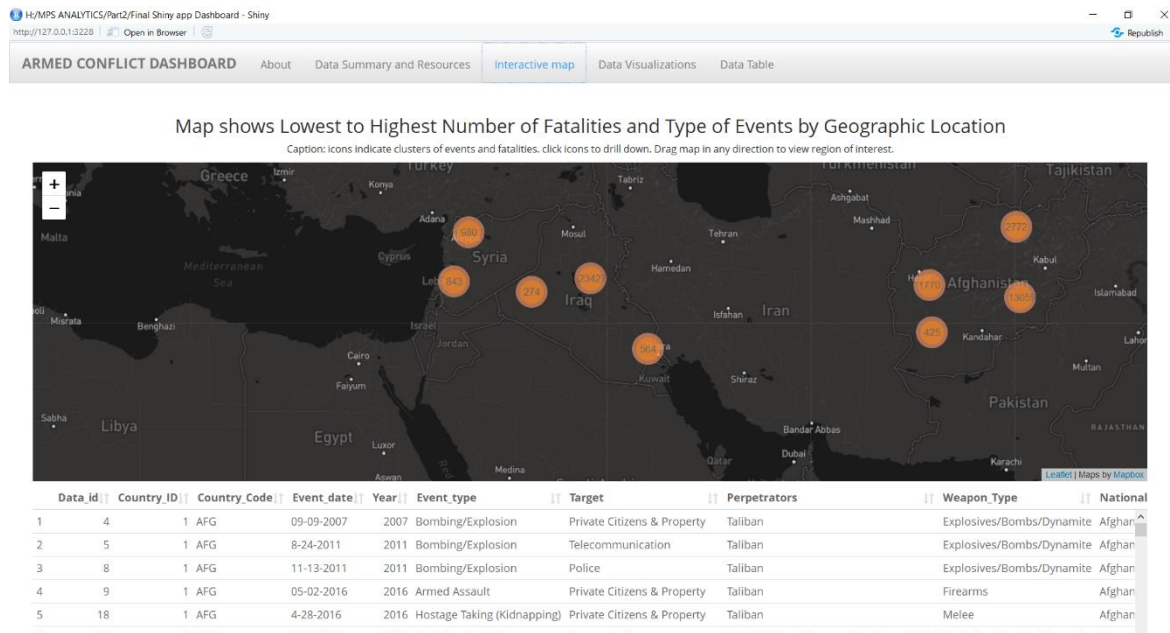 H:/MPS ANALYTICS/Part2/Final Shiny app Dashboard - Shiny
http://127.0.0.1:3228 Open in Browser Republish
ARMED CONFLICT DASHBOARD About Data Summary and Resources Interactive map Data Visualizations Data Table
Map shows Lowest to Highest Number of Fatalities and Type of Events by Geographic Location
Caption: icons indicate clusters of events and fatalities. click icons to drill down. Drag map in any direction to view region of interest.
+
−
Greece Izmir Turkey Turkmenistan Tajikistan
Konya Tabriz
Ashgabat
Adana Mashhad
980 Mosul Tehran 2772
Malta
Cyprus Syria Kabul
Mediterranean Hamedan
Sea 843 274 2342 1770 Afghanistan Islamabad
Iraq 1305
Isfahan Iran
Misrata Benghazi Israel 425 Kandahar
Jordan 564
Cairo Multan
Faiyum Kuwait Shiraz
Pakistan
Sabha Libya Bandar Abbas RAJASTHAN
Egypt Luxor Dubai
Medina Qatar Karachi
Aswan Leaflet | Maps by Mapbox
Data_id Country_ID Country_Code Event_date Year Event_type Target Perpetrators Weapon_Type National
1 4 1 AFG 09-09-2007 2007 Bombing/Explosion Private Citizens & Property Taliban Explosives/Bombs/Dynamite Afghan
2 5 1 AFG 8-24-2011 2011 Bombing/Explosion Telecommunication Taliban Explosives/Bombs/Dynamite Afghan
3 8 1 AFG 11-13-2011 2011 Bombing/Explosion Police Taliban Explosives/Bombs/Dynamite Afghan
4 9 1 AFG 05-02-2016 2016 Armed Assault Private Citizens & Property Taliban Firearms Afghan
5 18 1 AFG 4-28-2016 2016 Hostage Taking (Kidnapping) Private Citizens & Property Taliban Melee Afghan